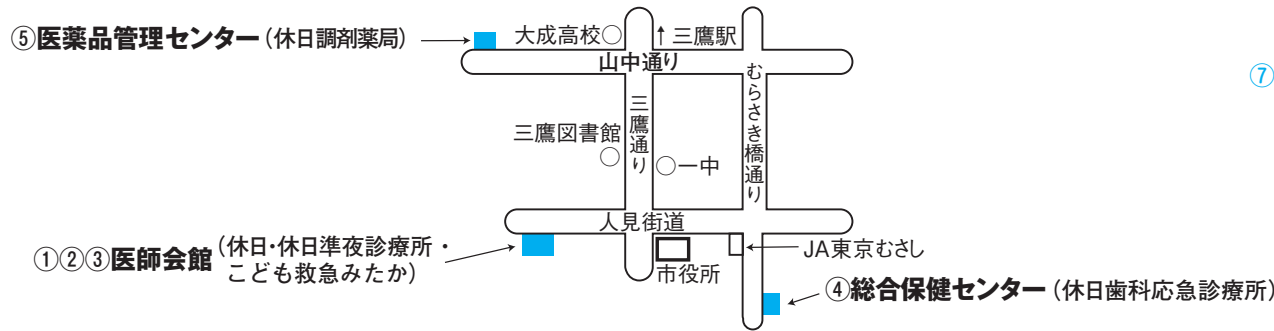 ⑤医薬品管理センター(休日調剤薬局)
大成高校
↑三鷹駅
山中通り
⑦
むらさき橋通り
三鷹通り
三鷹図書館
一中
人見街道
①②③医師会館(休日・休日準夜診療所・
こども救急みたか)
市役所
JA東京むさし
④総合保健センター(休日歯科応急診療所)